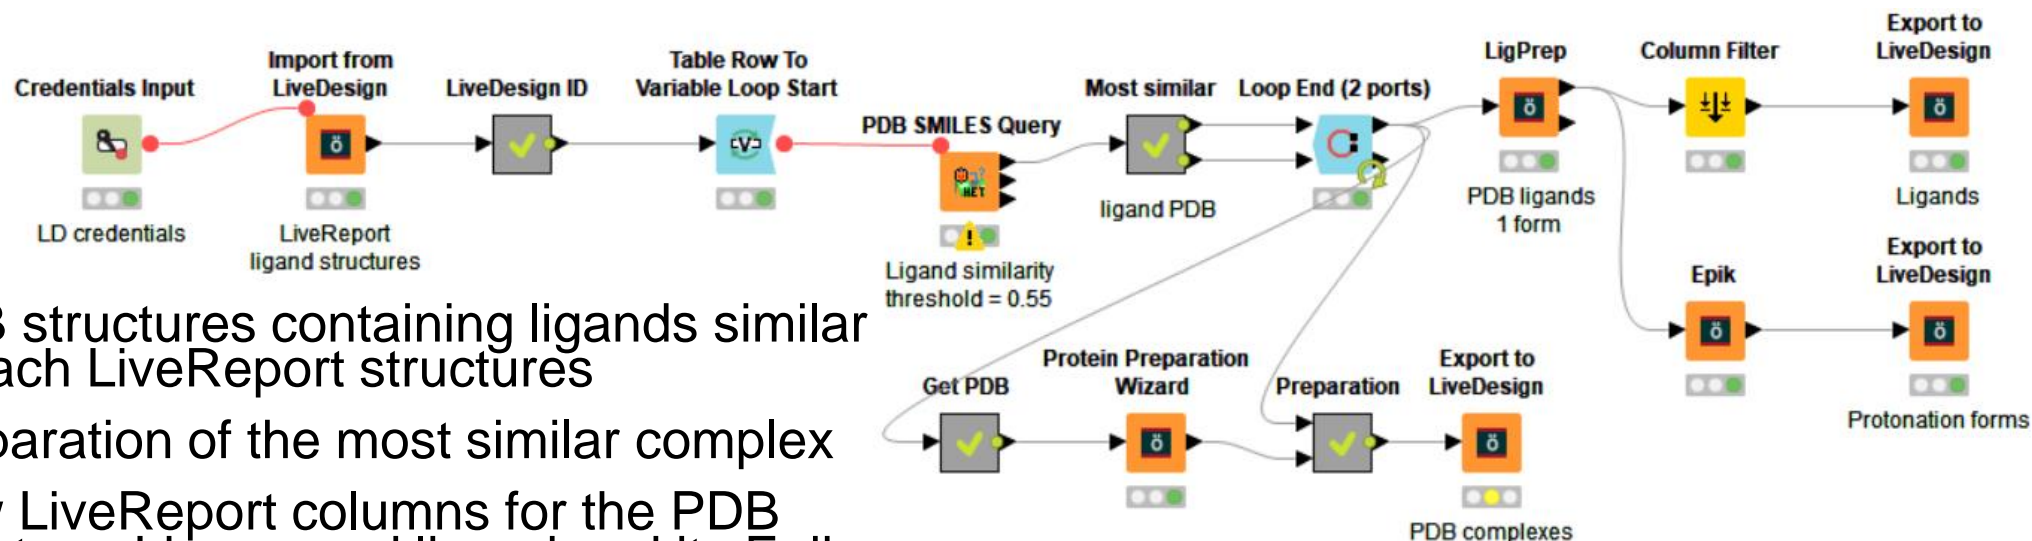 Credentials Input
LD credentials
Import from
LiveDesign
LiveReport
ligand structures
LiveDesign ID
Table Row To
Variable Loop Start
PDB SMILES Query
HET
Ligand similarity
threshold = 0.55
Most similar
ligand PDB
Loop End (2 ports)
LigPrep
PDB ligands
1 form
Column Filter
Export to
LiveDesign
Ligands
Epik
Export to
LiveDesign
Protonation forms
structures containing ligands similar
LiveReport structures
of the most similar complex
LiveReport columns for the PDB
Get PDB
Protein Preparation
Wizard
Preparation
Export to
LiveDesign
PDB complexes